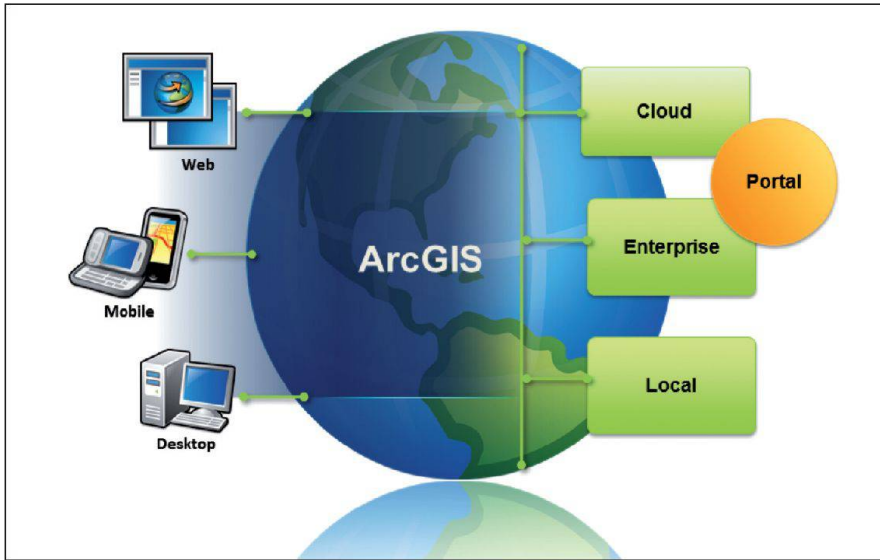 Web
Mobile
Desktop
ArcGIS
Cloud
Portal
Enterprise
Local